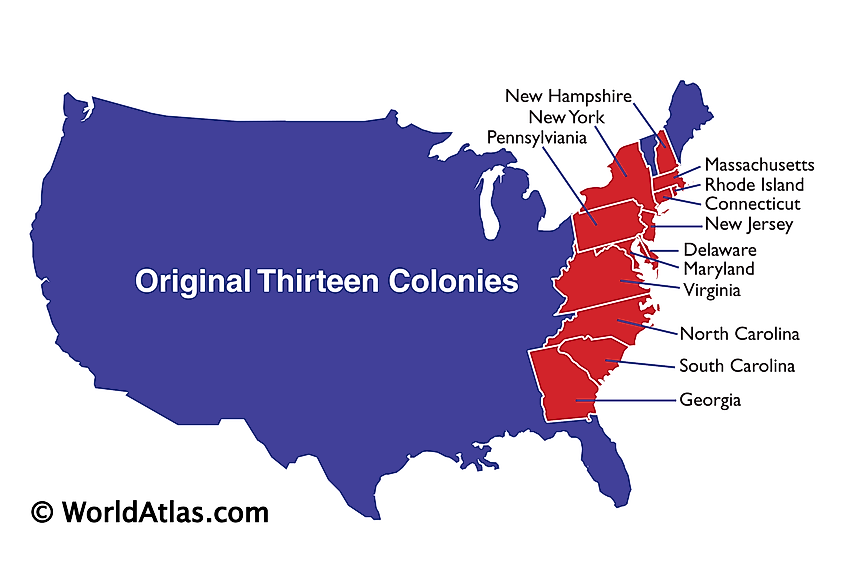 New Hampshire
New York
Pennsylviania
Massachusetts
Rhode Island
Connecticut
New Jersey
Delaware
Maryland
Virginia
Original Thirteen Colonies
North Carolina
South Carolina
Georgia
© WorldAtlas.com